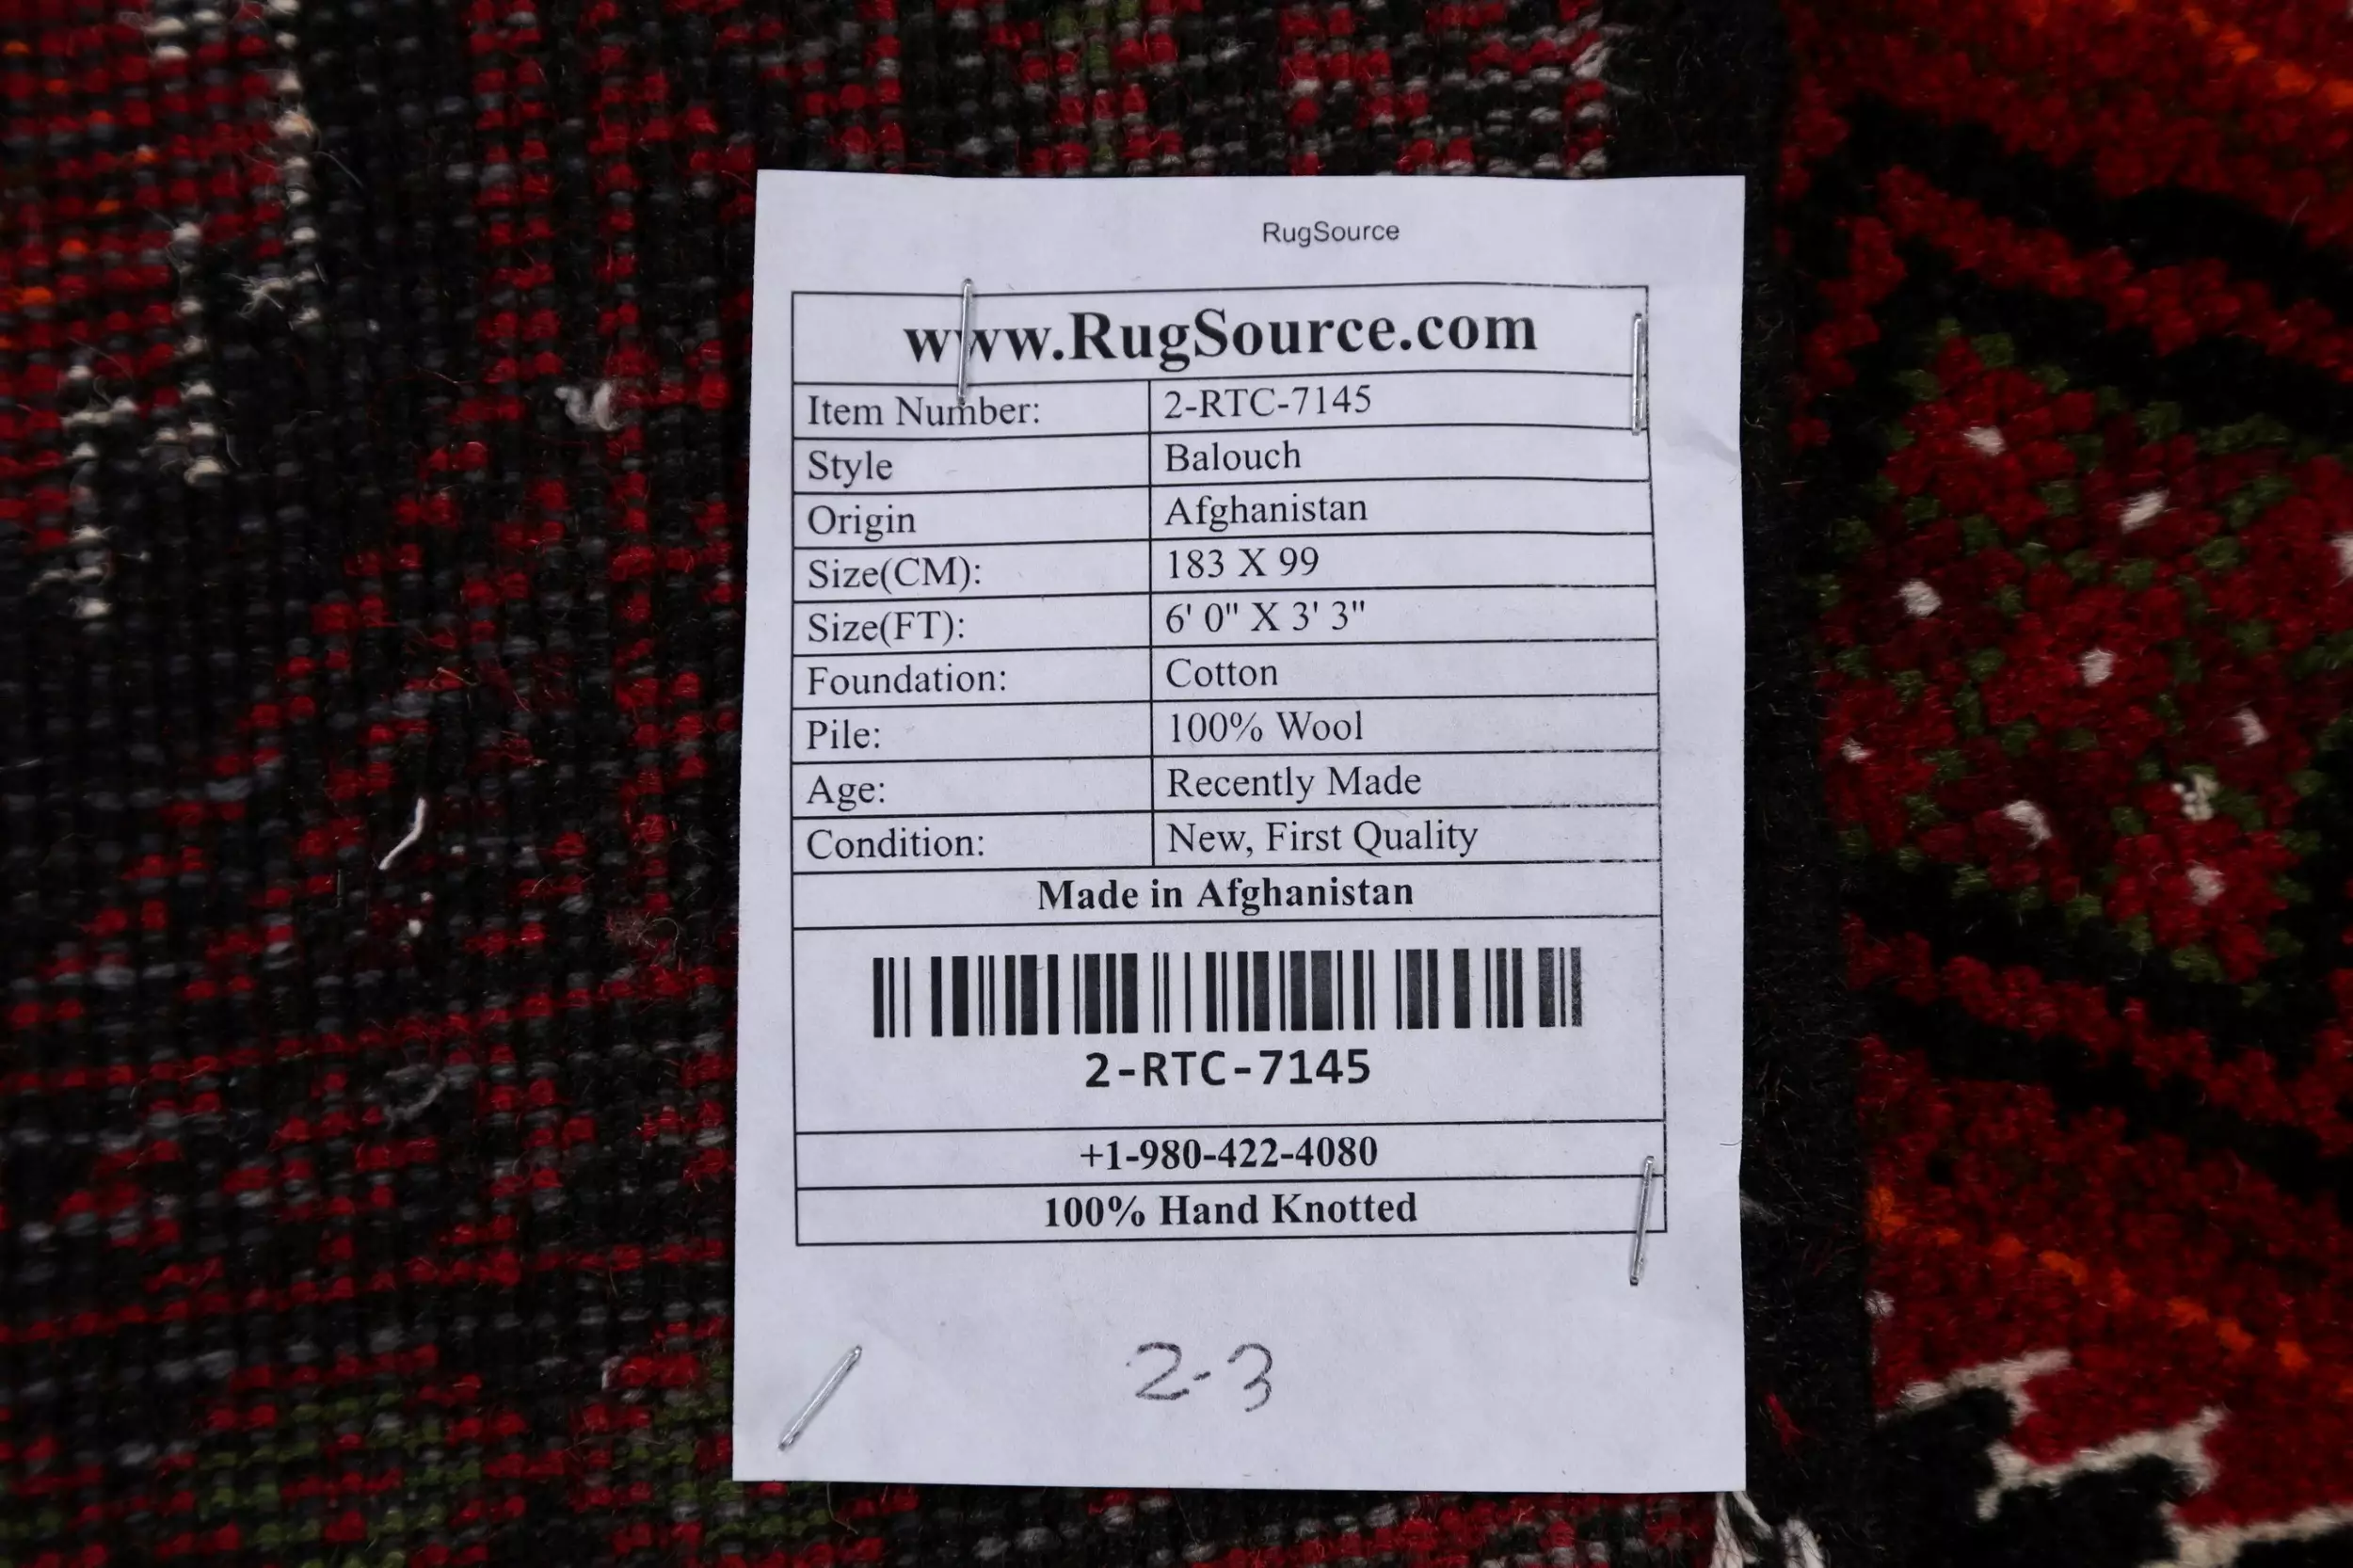 RugSource
www.RugSource.com
Item Number: 2-RTC-7145
Style Balouch
Origin Afghanistan
Size(CM): 183 X 99
Size(FT): 6' 0" X 3' 3"
Foundation: Cotton
Pile: 100% Wool
Age: Recently Made
Condition: New, First Quality
Made in Afghanistan
2-RTC-7145
+1-980-422-4080
100% Hand Knotted
2-3